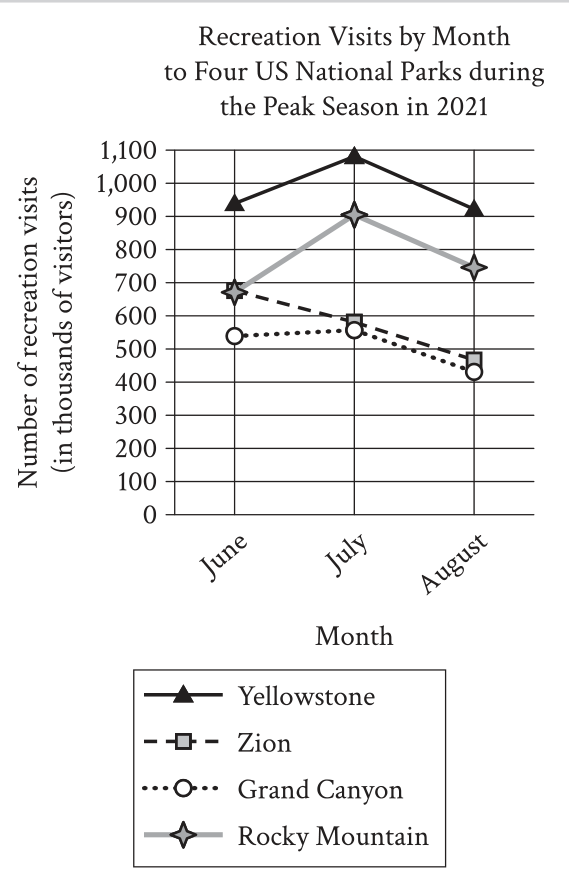 Recreation Visits by Month
to Four US National Parks during
the Peak Season in 2021
Number of recreation visits
(in thousands of visitors)
1,100
1,000
900
800
700
600
500
400
300
200
100
0
June
July
August
Month
Yellowstone
Zion
Grand Canyon
Rocky Mountain